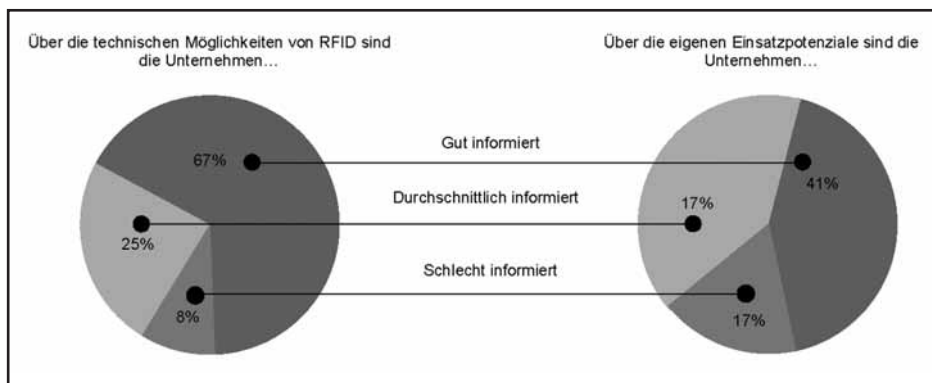 Über die technischen Möglichkeiten von RFID sind
die Unternehmen…
Über die eigenen Einsatzpotenziale sind die
Unternehmen…
Gut informiert
67%
41%
Durchschnittlich informiert
25%
17%
Schlecht informiert
8%
17%